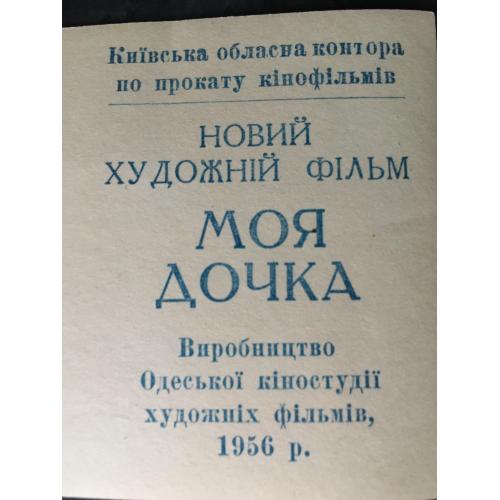 Київська обласна контора
по прокату кінофільмів
НОВИЙ
ХУДОЖНІЙ ФІЛЬМ
МОЯ
ДОЧКА
Виробництво
Одеської кіностудії
художніх фільмів,
1956 р.